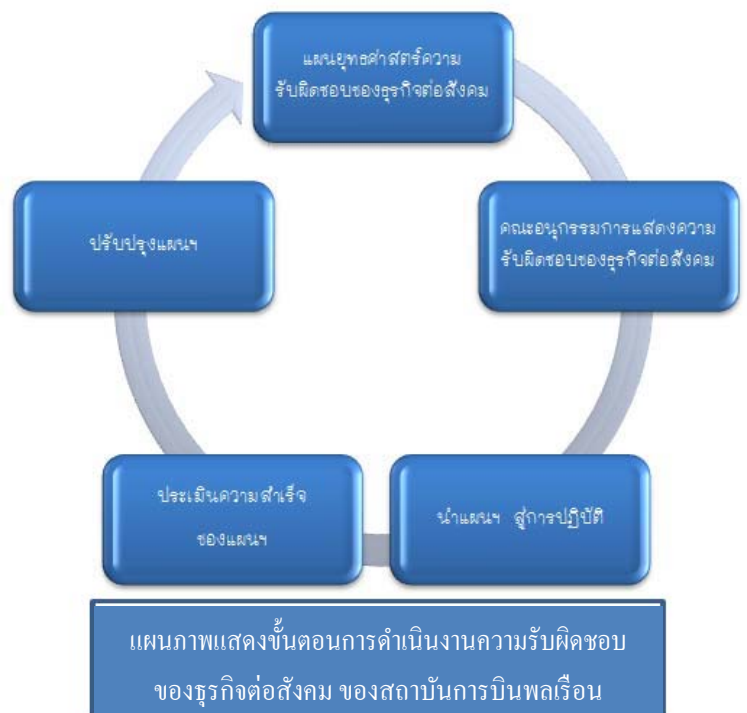 แผนยุทธศาสตร์ความ
รับผิดชอบของธุรกิจต่อสังคม
คณะอนุกรรมการแสดงความ
รับผิดชอบของธุรกิจต่อสังคม
นำแผนฯ สู่การปฏิบัติ
ประเมินความสำเร็จ
ของแผนฯ
ปรับปรุงแผนฯ
แผนภาพแสดงขั้นตอนการดำเนินงานความรับผิดชอบ
ของธุรกิจต่อสังคม ของสถาบันการบินพลเรือน